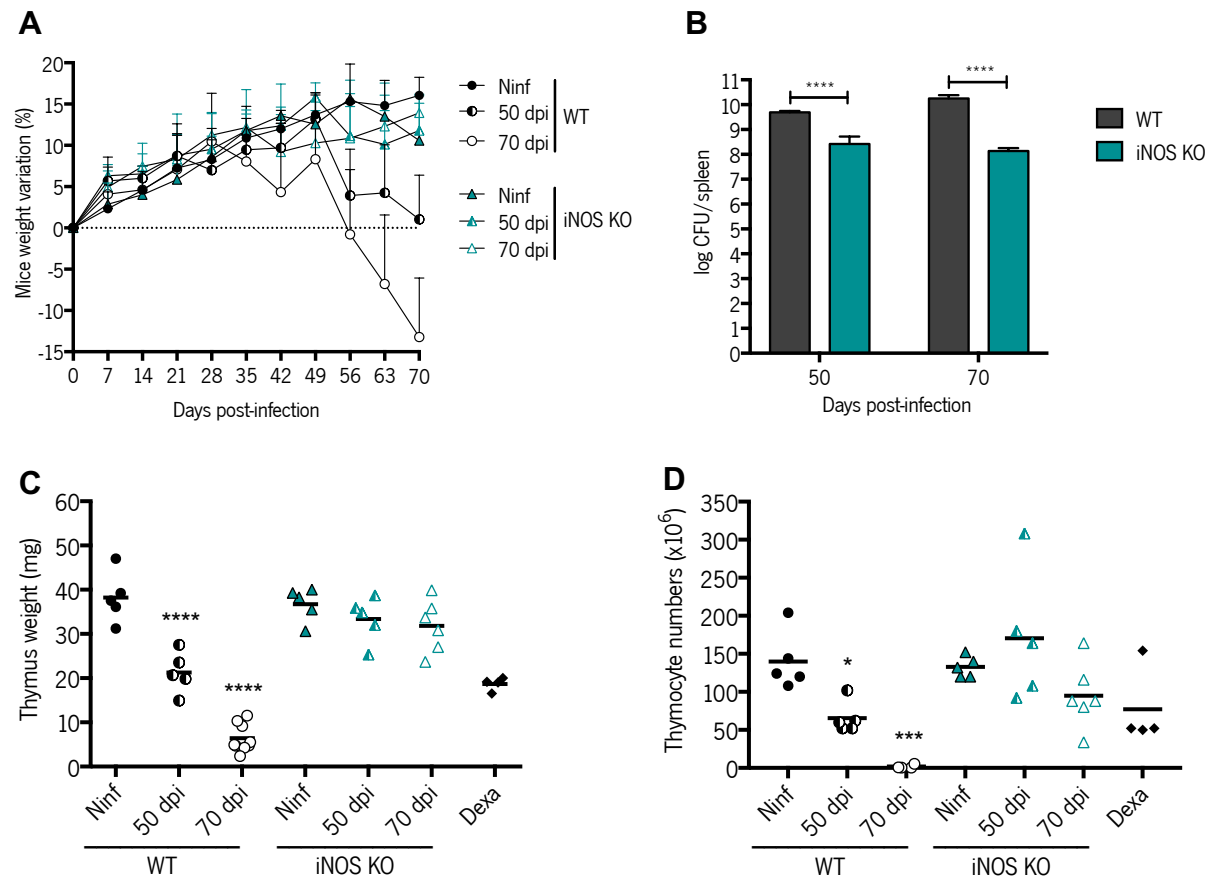 A
Mice weight variation (%)
20
15
10
5
0
-5
-10
-15
0 7 14 21 28 35 42 49 56 63 70
Days post-infection
Ninf
50 dpi
70 dpi
WT
Ninf
50 dpi
70 dpi
iNOS KO
B
log CFU/ spleen
11
10
9
8
7
6
5
4
3
2
1
0
**** ****
50 70
Days post-infection
WT
iNOS KO
C
Thymus weight (mg)
60
50
40
30
20
10
0
****
****
Ninf 50 dpi 70 dpi Ninf 50 dpi 70 dpi Dexa
WT iNOS KO
D
Thymocyte numbers (x10⁶)
350
300
250
200
150
100
50
0
*
***
Ninf 50 dpi 70 dpi Ninf 50 dpi 70 dpi Dexa
WT iNOS KO